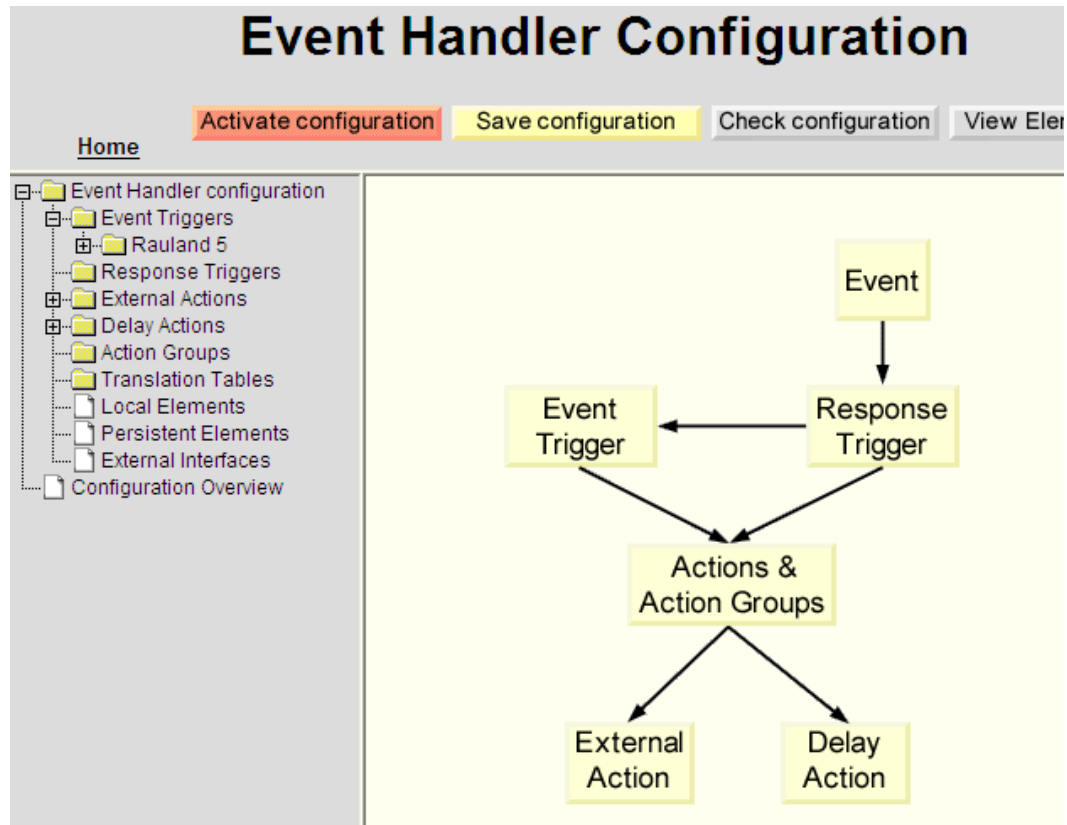 Event Handler Configuration
Home
Activate configuration
Save configuration
Check configuration
View Eler
Event Handler configuration
Event Triggers
Rauland 5
Response Triggers
External Actions
Delay Actions
Action Groups
Translation Tables
Local Elements
Persistent Elements
External Interfaces
Configuration Overview
Event
Event
Trigger
Response
Trigger
Actions &
Action Groups
External
Action
Delay
Action